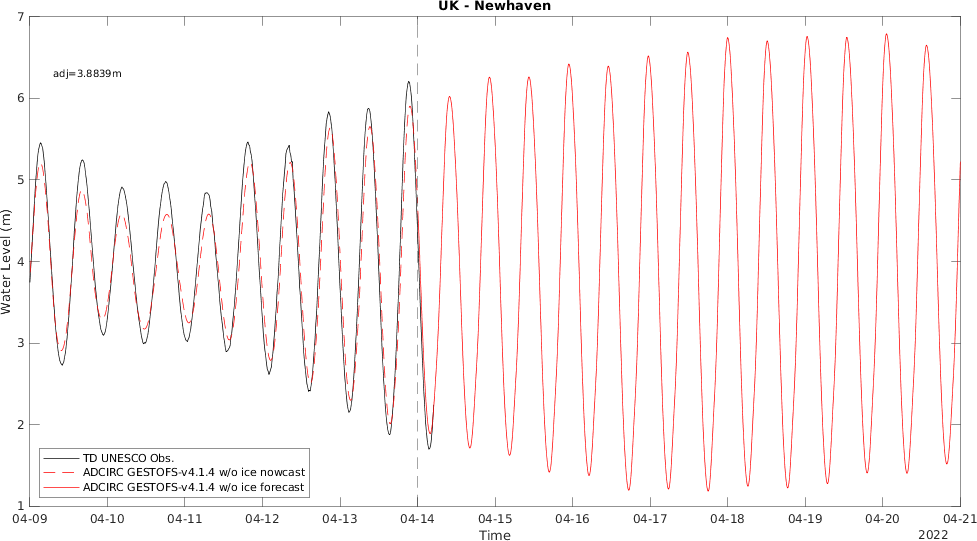 UK - Newhaven
7
adj=3.8839m
6
5
4
3
2
1
Water Level (m)
TD UNESCO Obs.
ADCIRC GESTOFS-v4.1.4 w/o ice nowcast
ADCIRC GESTOFS-v4.1.4 w/o ice forecast
04-09 04-10 04-11 04-12 04-13 04-14 04-15 04-16 04-17 04-18 04-19 04-20 04-21
Time
2022